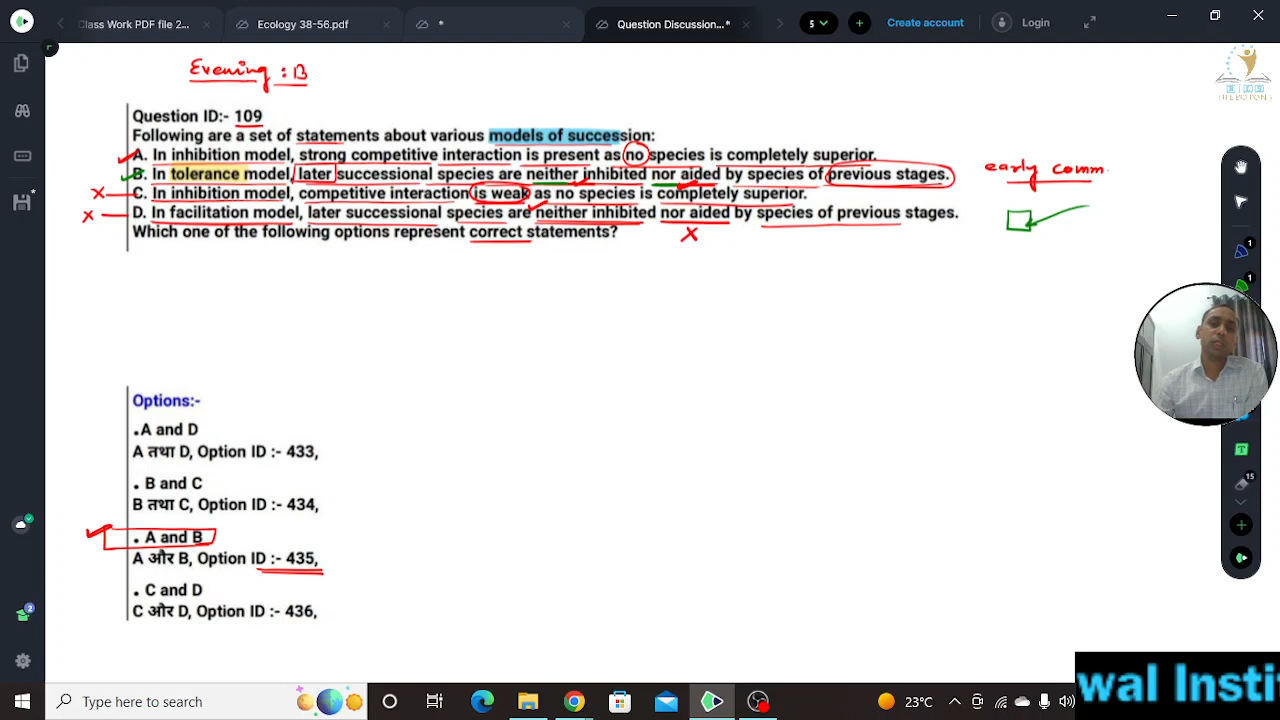 Class Work PDF file 2...
Ecology 38-56.pdf
*
Question Discussion...*
5
Create account
Login
Evening : B
Question ID:- 109
Following are a set of statements about various models of succession:
A. In inhibition model, strong competitive interaction is present as no species is completely superior.
B. In tolerance model, later successional species are neither inhibited nor aided by species of previous stages.
C. In inhibition model, competitive interaction is weak as no species is completely superior.
D. In facilitation model, later successional species are neither inhibited nor aided by species of previous stages.
Which one of the following options represent correct statements?
early comm.
Options:-
.A and D
A तथा D, Option ID :- 433,
. B and C
B तथा C, Option ID :- 434,
. A and B
A और B, Option ID :- 435,
. C and D
C और D, Option ID :- 436,
1
1
T
15
2
wal Insti
Type here to search
23°C